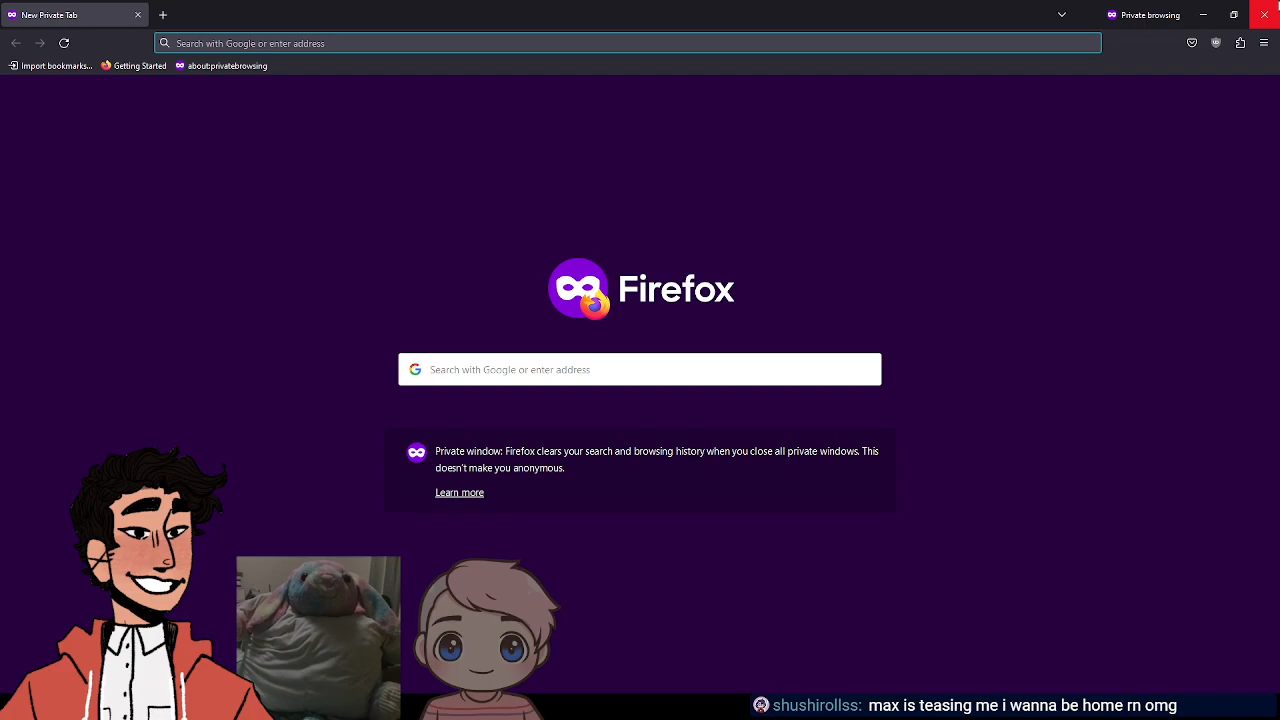 New Private Tab
Private browsing
Search with Google or enter address
Import bookmarks...
Getting Started
about:privatebrowsing
Firefox
Search with Google or enter address
Private window: Firefox clears your search and browsing history when you close all private windows. This
doesn't make you anonymous.
Learn more
shushirollss: max is teasing me i wanna be home rn omg